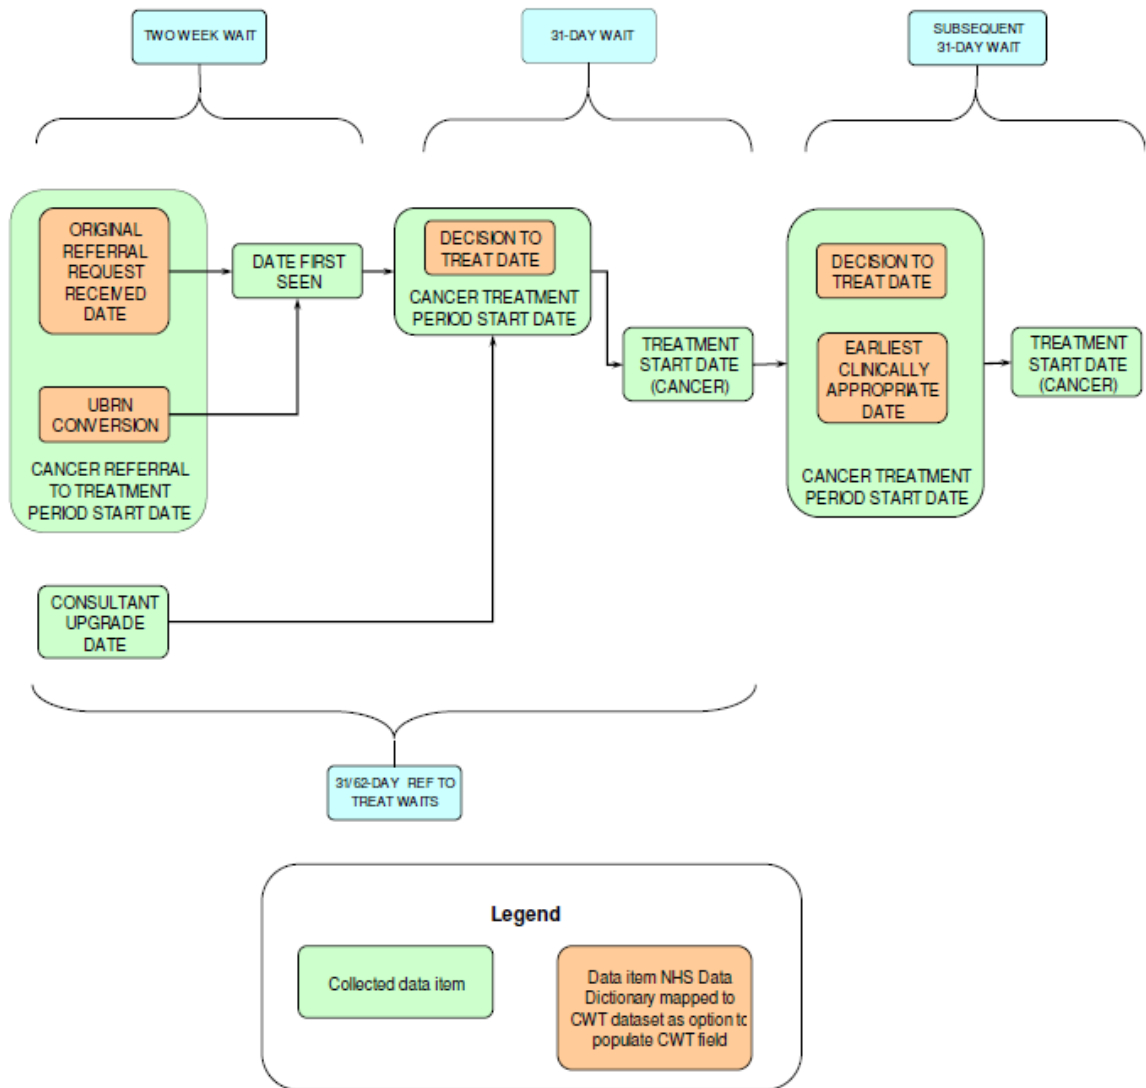 TWO WEEK WAIT
31-DAY WAIT
SUBSEQUENT
31-DAY WAIT
ORIGINAL
REFERRAL
REQUEST
RECEIVED
DATE
UBRN
CONVERSION
CANCER REFERRAL
TO TREATMENT
PERIOD START DATE
DATE FIRST
SEEN
DECISION TO
TREAT DATE
CANCER TREATMENT
PERIOD START DATE
TREATMENT
START DATE
(CANCER)
DECISION TO
TREAT DATE
EARLIEST
CLINICALLY
APPROPRIATE
DATE
CANCER TREATMENT
PERIOD START DATE
TREATMENT
START DATE
(CANCER)
CONSULTANT
UPGRADE
DATE
31/62-DAY REF TO
TREAT WAITS
Legend
Collected data item
Data item NHS Data
Dictionary mapped to
CWT dataset as option to
populate CWT field